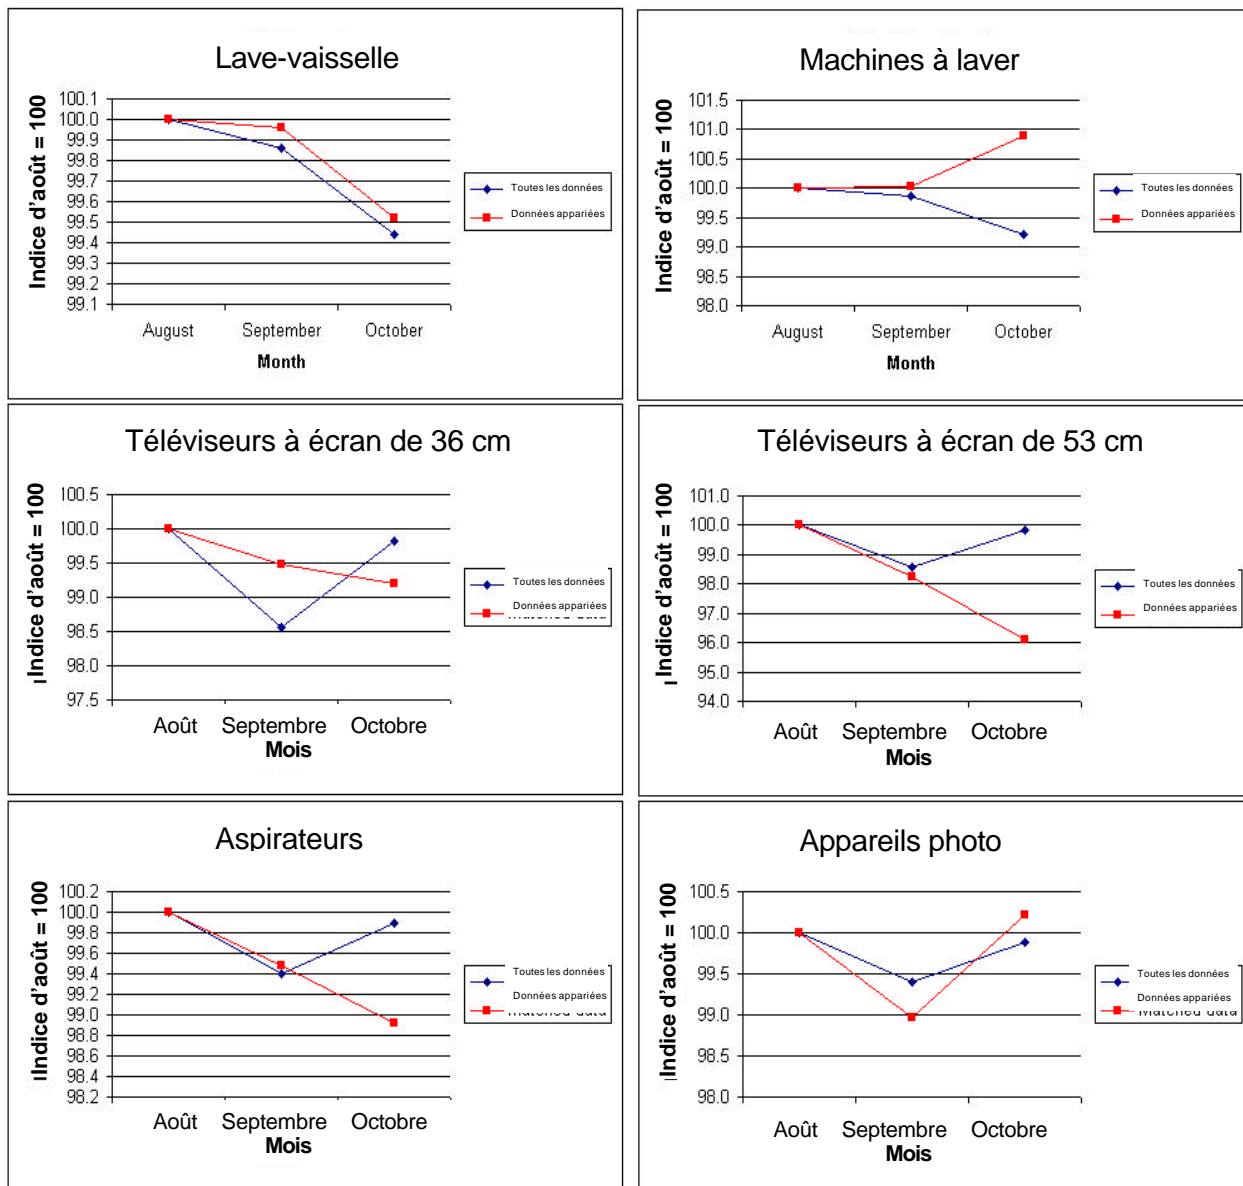 Lave-vaisselle
Indice d'août = 100
100.1
100.0
99.9
99.8
99.7
99.6
99.5
99.4
99.3
99.2
99.1
August
September
October
Month
Toutes les données
Données appariées
Machines à laver
Indice d'août = 100
101.5
101.0
100.5
100.0
99.5
99.0
98.5
98.0
August
September
October
Month
Toutes les données
Données appariées
Téléviseurs à écran de 36 cm
Indice d'août = 100
100.5
100.0
99.5
99.0
98.5
98.0
97.5
Août
Septembre
Octobre
Mois
Toutes les données
Données appariées
Téléviseurs à écran de 53 cm
Indice d'août = 100
101.0
100.0
99.0
98.0
97.0
96.0
95.0
94.0
Août
Septembre
Octobre
Mois
Toutes les données
Données appariées
Aspirateurs
Indice d'août = 100
100.2
100.0
99.8
99.6
99.4
99.2
99.0
98.8
98.6
98.4
98.2
Août
Septembre
Octobre
Mois
Toutes les données
Données appariées
Matched data
Appareils photo
Indice d'août = 100
100.5
100.0
99.5
99.0
98.5
98.0
Août
Septembre
Octobre
Mois
Toutes les données
Données appariées
Matched data